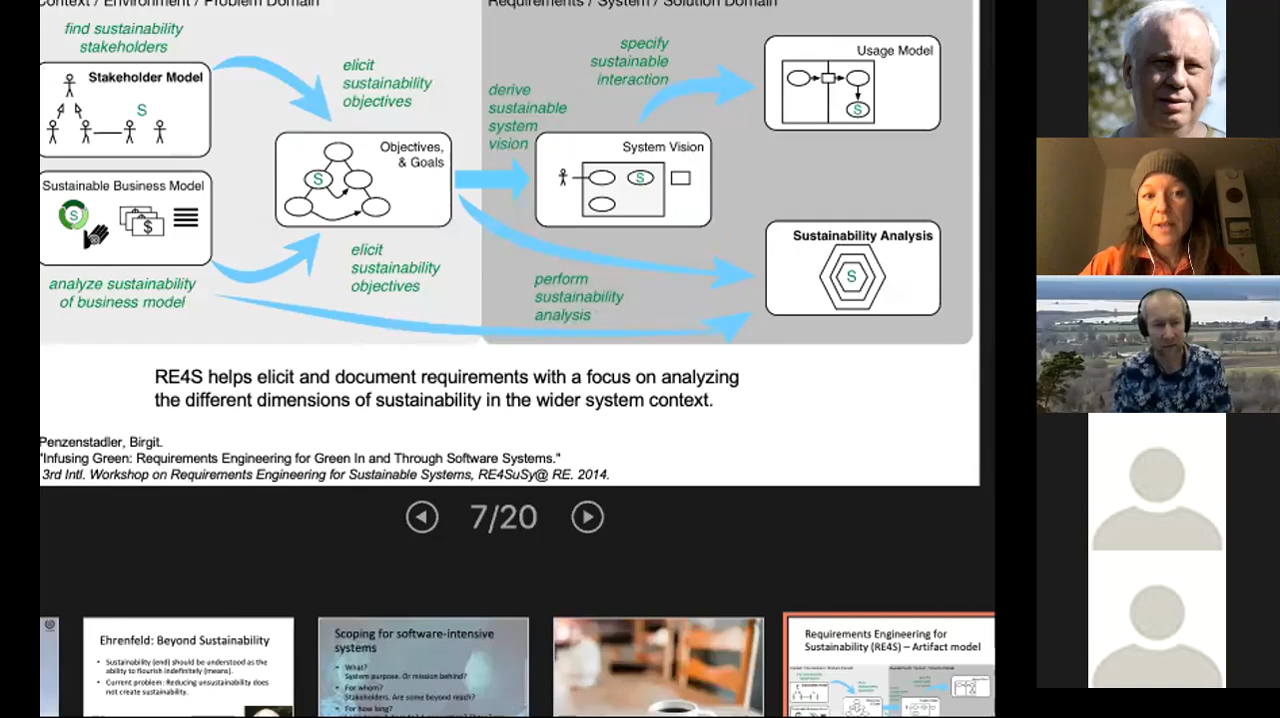 Context / Environment / Problem Domain
Requirements / System / Solution Domain
find sustainability
stakeholders
Stakeholder Model
S
elicit
sustainability
objectives
specify
sustainable
interaction
derive
sustainable
system
vision
Usage Model
S
Objectives,
& Goals
S
System Vision
S
Sustainable Business Model
S
$
analyze sustainability
of business model
elicit
sustainability
objectives
perform
sustainability
analysis
Sustainability Analysis
S
RE4S helps elicit and document requirements with a focus on analyzing
the different dimensions of sustainability in the wider system context.
Penzenstadler, Birgit.
"Infusing Green: Requirements Engineering for Green In and Through Software Systems."
3rd Intl. Workshop on Requirements Engineering for Sustainable Systems, RE4SuSy@ RE. 2014.
7/20
Ehrenfeld: Beyond Sustainability
• Sustainability (end) should be understood as the
ability to flourish indefinitely (means).
• Current problem: Reducing unsustainability does
not create sustainability.
Scoping for software-intensive
systems
• What?
System purpose. Or mission behind?
• For whom?
Stakeholders. Are some beyond reach?
• For how long?
Requirements Engineering for
Sustainability (RE4S) – Artifact model